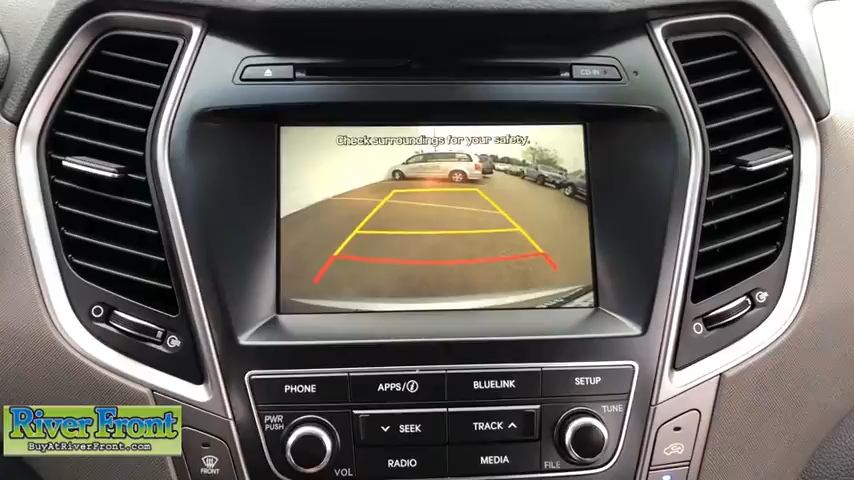 CD-IN
Check surroundings for your safety.
PHONE
APPS/i
BLUELINK
SETUP
PWR
PUSH
TUNE
SEEK
TRACK
RADIO
MEDIA
VOL
FILE
River Front
BuyAtRiverFront.com
FRONT